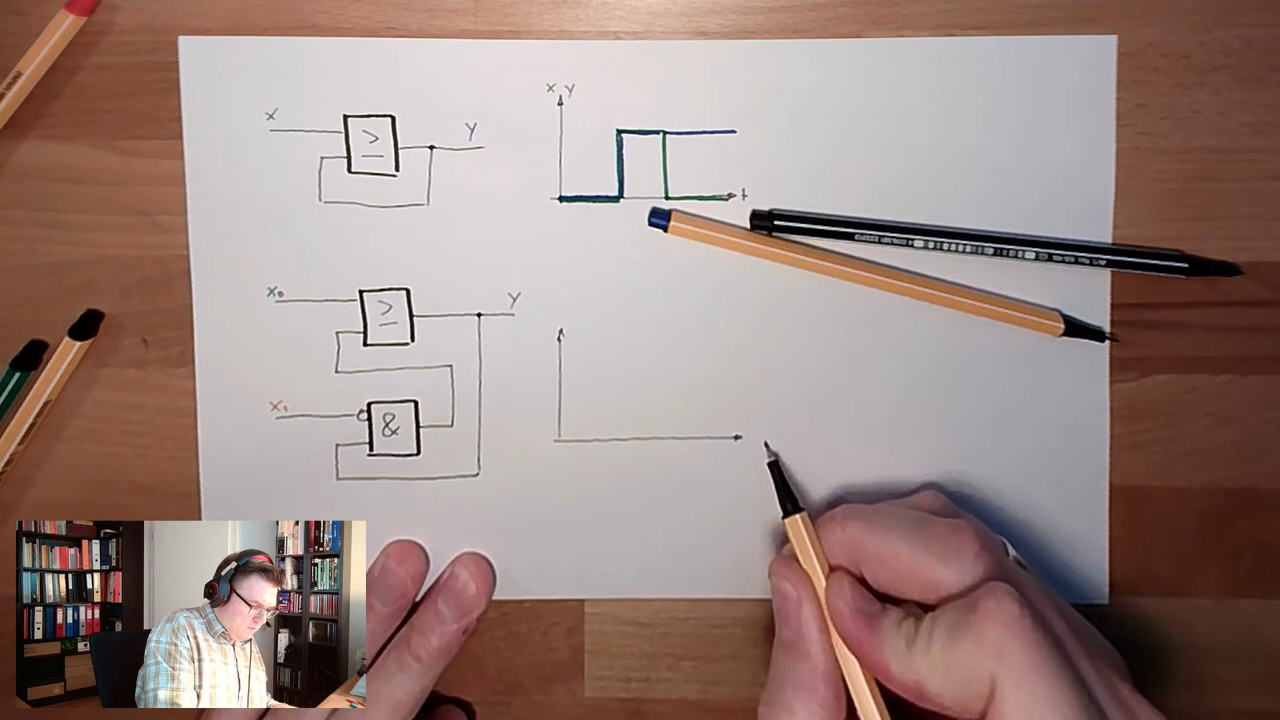 x y
x
≥
y
t
x₀
≥
y
x₁
&